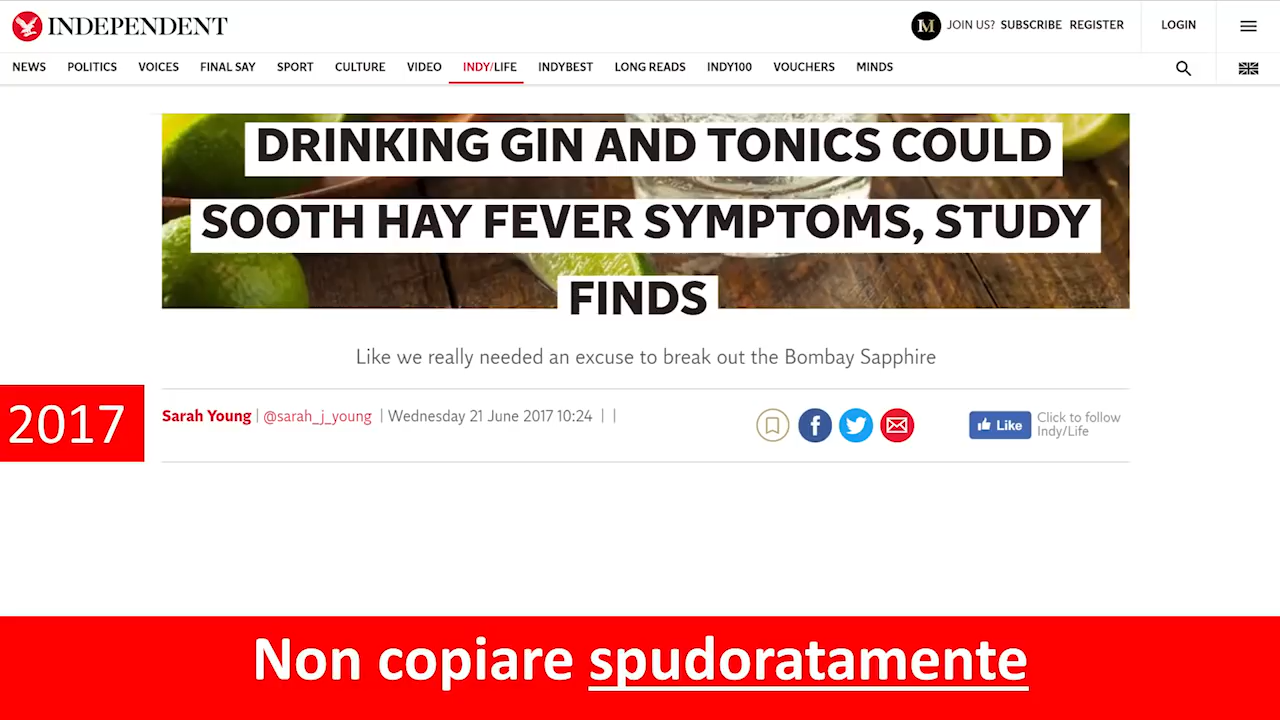 INDEPENDENT
JOIN US? SUBSCRIBE REGISTER LOGIN
NEWS POLITICS VOICES FINAL SAY SPORT CULTURE VIDEO INDY/LIFE INDYBEST LONG READS INDY100 VOUCHERS MINDS
DRINKING GIN AND TONICS COULD
SOOTH HAY FEVER SYMPTOMS, STUDY
FINDS
Like we really needed an excuse to break out the Bombay Sapphire
2017
Sarah Young | @sarah_j_young | Wednesday 21 June 2017 10:24 | |
Like
Click to follow
Indy/Life
Non copiare spudoratamente